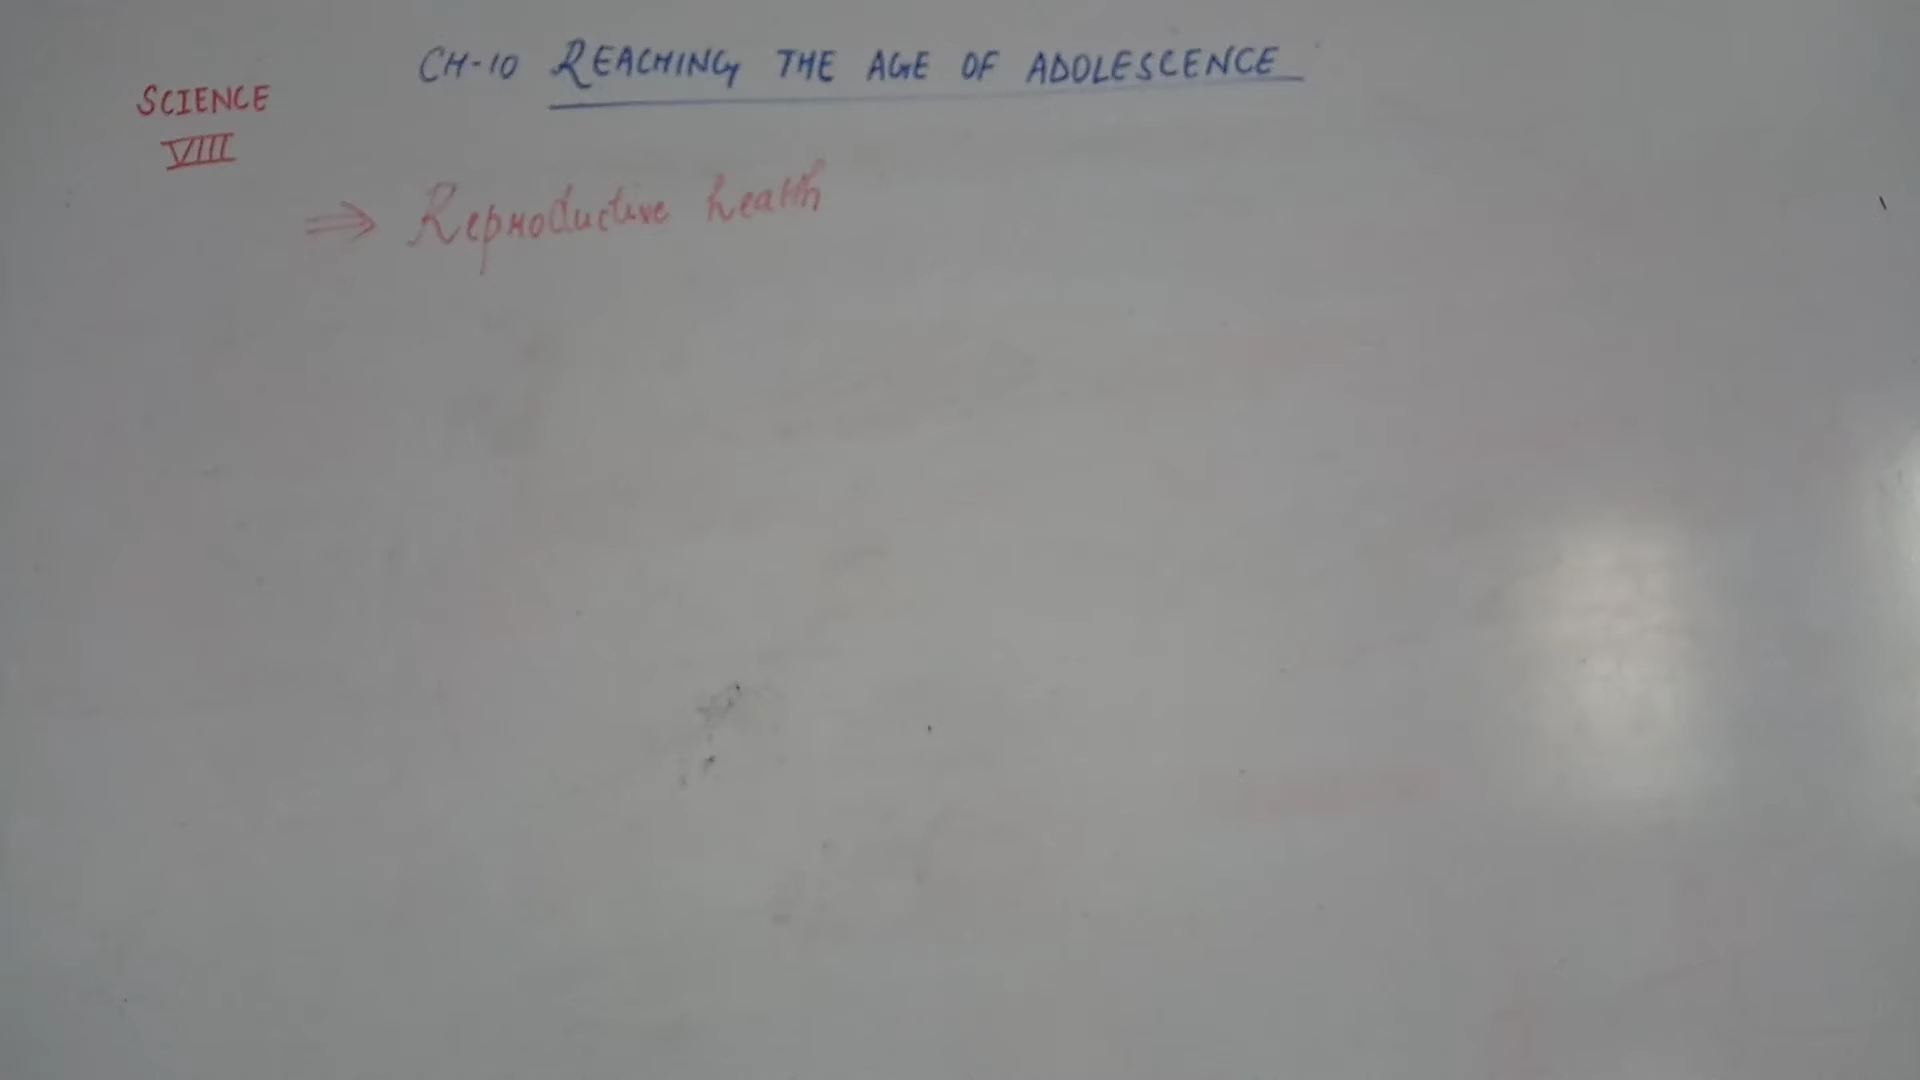 CH-10 REACHING THE AGE OF ADOLESCENCE
SCIENCE
VIII
⇒ Reproductive health